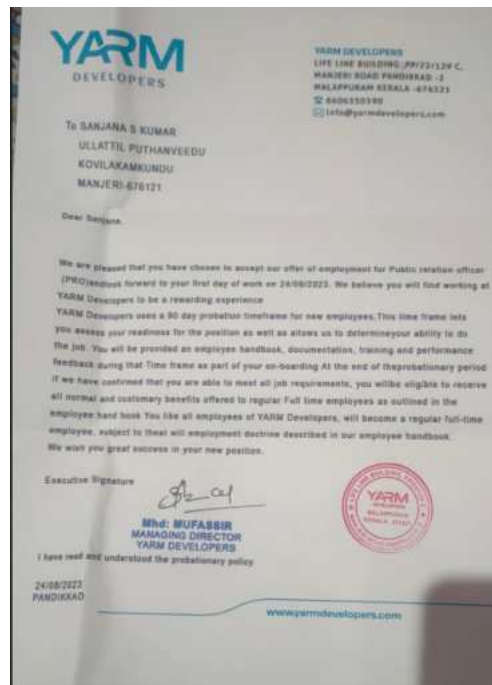 YARM
DEVELOPERS
YARM DEVELOPERS
LIFE LINE BUILDING ,PP/22/129 C,
MANJERI ROAD PANDIKKAD -2
MALAPPURAM KERALA -676521
8606350390
info@yarmdevelopers.com
To SANJANA S KUMAR
ULLATTIL PUTHANVEEDU
KOVILAKAMKUNDU
MANJERI-676121
Dear Sanjana.
We are pleased that you have chosen to accept our offer of employment for Public relation officer
(PRO)andlook forward to your first day of work on 24/08/2023. We believe you will find working at
YARM Developers to be a rewarding experience
YARM Developers uses a 90 day probation timeframe for new employees.This time frame lets
you assess your readiness for the position as well as allows us to determineyour ability to do
the job. You will be provided an employee handbook, documentation, training and performance
feedback during that Time frame as part of your on-boarding At the end of theprobationary period
if we have confirmed that you are able to meet all job requirements, you willbe eligible to receive
all normal and customary benefits offered to regular Full time employees as outlined in the
employee hard book You like all employees of YARM Developers, will become a regular full-time
employee, subject to theal will employment doctrine described in our employee handbook.
We wish you great success in your new position.
Executive Signature
Mhd: MUFASSIR
MANAGING DIRECTOR
YARM DEVELOPERS
YARM
DEVELOPERS
MALAPPURAM
I have read and understood the probationary policy
24/08/2023
PANDIKKAD
www.yarmdevelopers.com